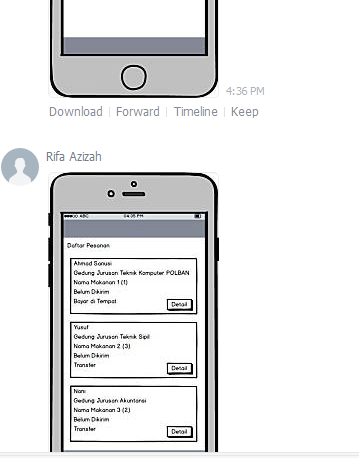 4:36 PM
Download | Forward | Timeline | Keep
Rifa Azizah
ABC 04:35 PM
Daftar Pesanan
Ahmad Sanusi
Gedung Jurusan Teknik Komputer POLBAN
Nama Makanan 1 (1)
Belum Dikirim
Bayar di Tempat
Detail
Yusuf
Gedung Jurusan Teknik Sipil
Nama Makanan 2 (3)
Belum Dikirim
Transfer
Detail
Nani
Gedung Jurusan Akuntansi
Nama Makanan 3 (2)
Belum Dikirim
Transfer
Detail